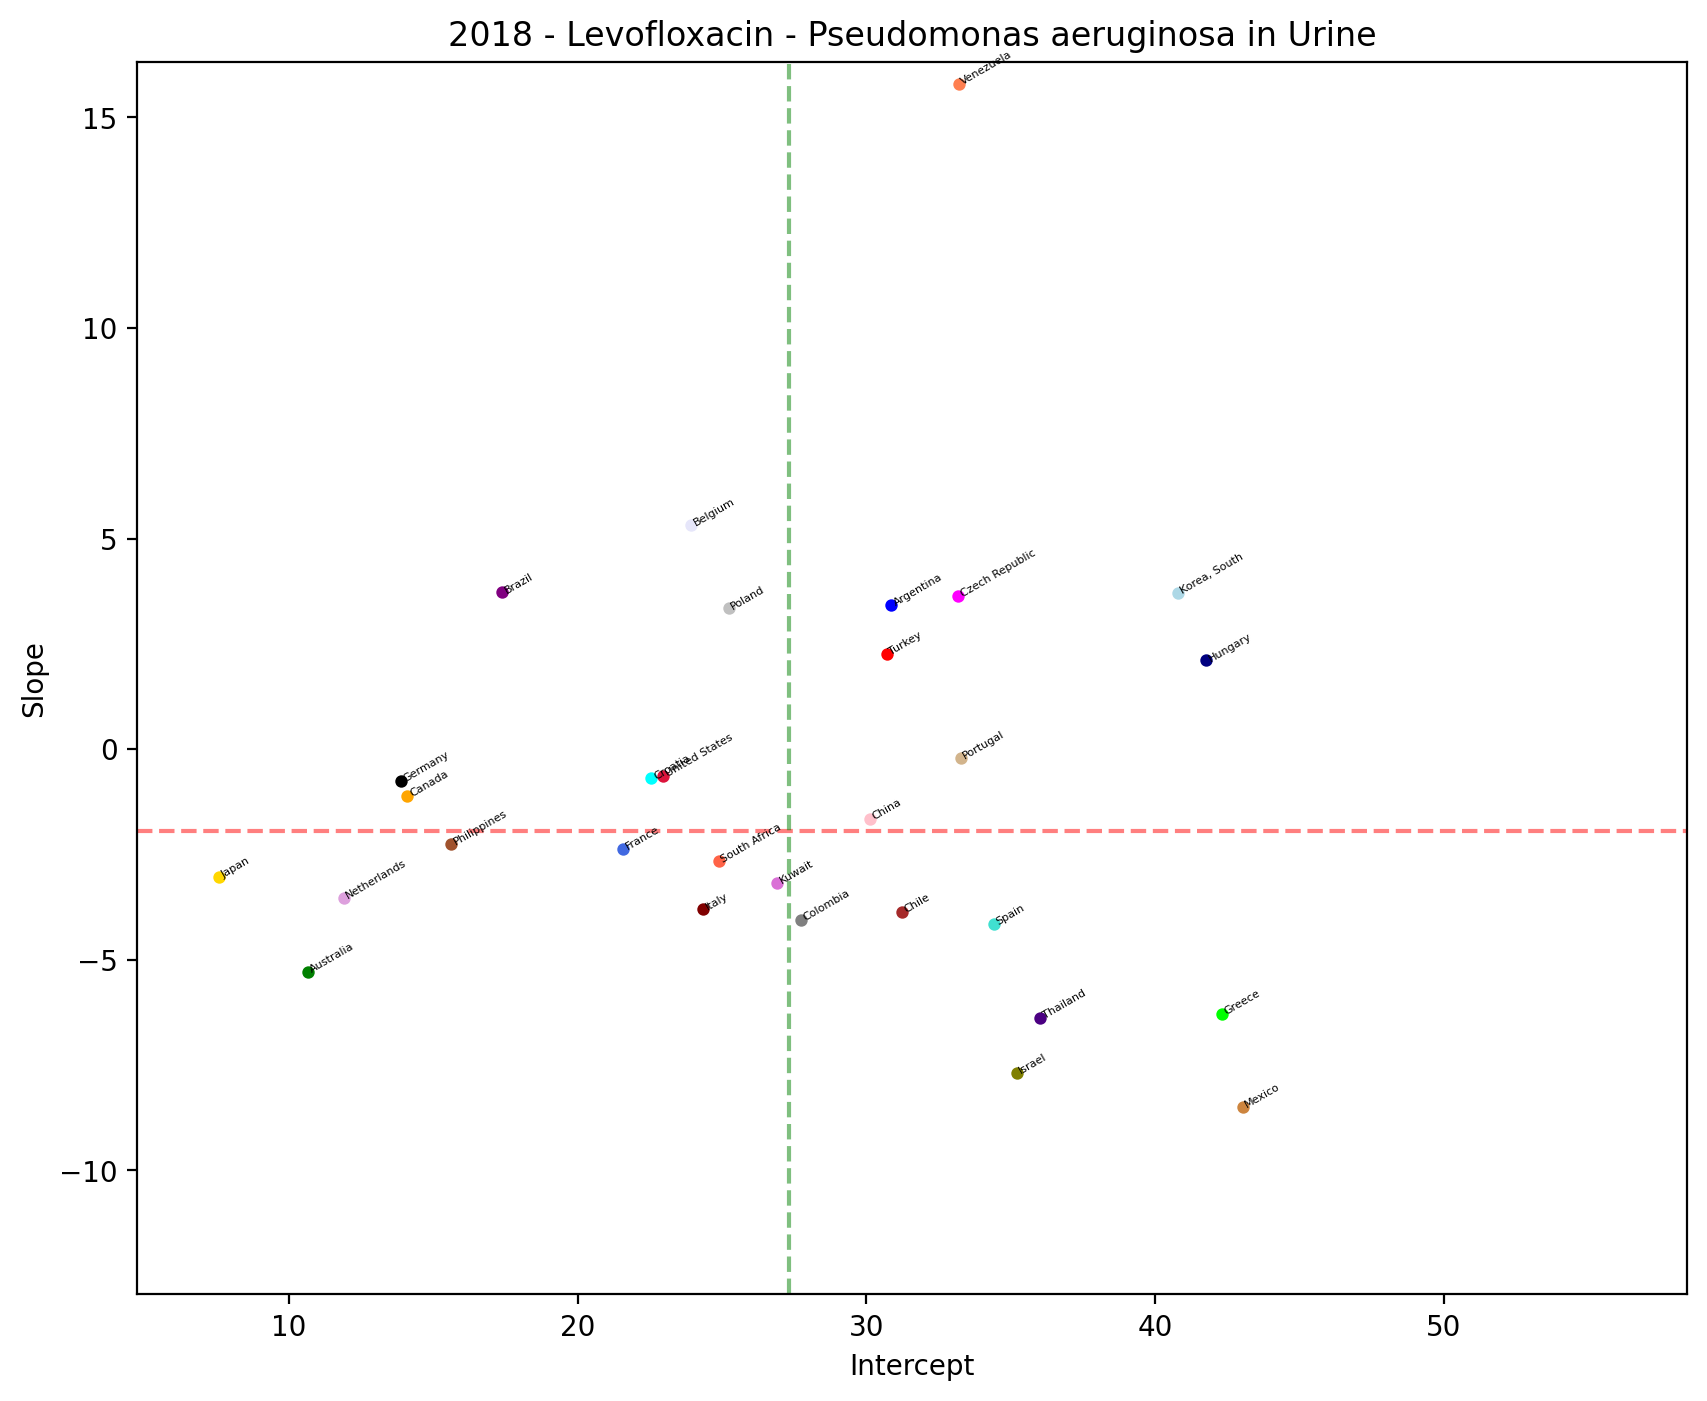 2018 - Levofloxacin - Pseudomonas aeruginosa in Urine
Venezuela
15
10
Belgium
5
Korea, South
Czech Republic
Brazil
Argentina
Poland
Turkey
Hungary
Slope
Portugal
0
United States
Croatia
Germany
Canada
China
Philippines
France
South Africa
Japan
Kuwait
Netherlands
Italy
Chile
Colombia
Spain
−5
Australia
Greece
Thailand
Israel
Mexico
−10
10 20 30 40 50
Intercept